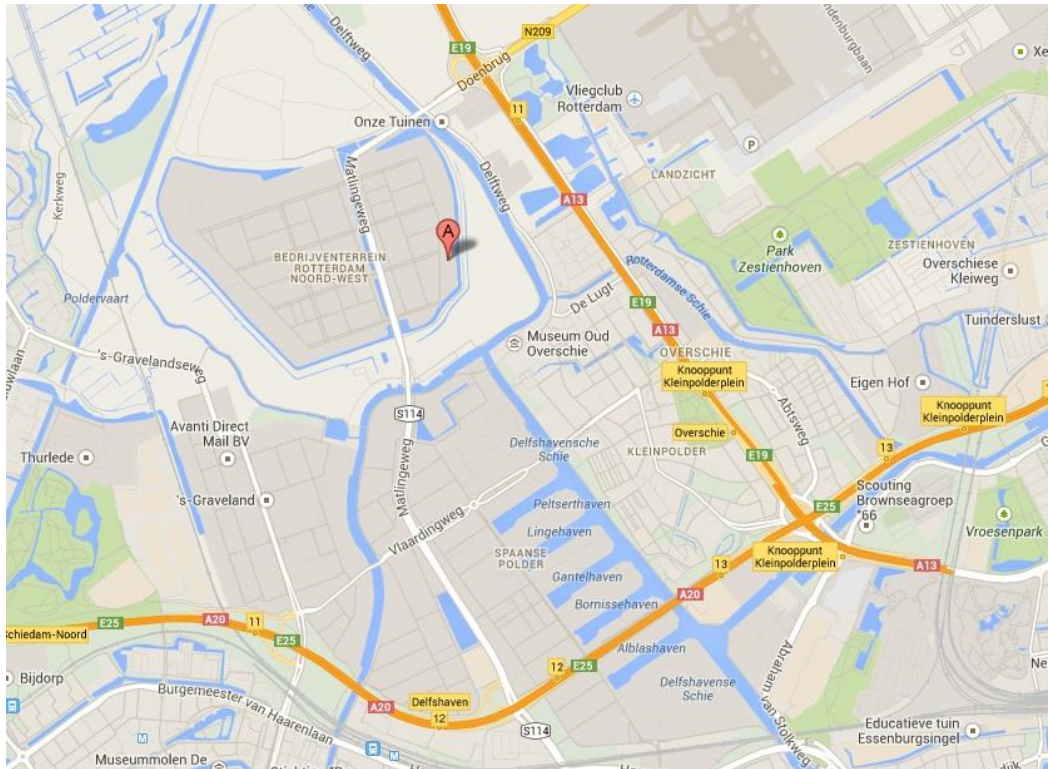 E19
N209
Delftweg
Doenbrug
Vliegclub
Rotterdam
11
Onze Tuinen
Xe
P
LANDZICHT
Kerkweg
Matlingeweg
Delftweg
A13
A
Park
Zestienhoven
ZESTIENHOVEN
Overschiese
Kleiweg
BEDRIJVENTERREIN
ROTTERDAM
NOORD-WEST
Rotterdamse Schie
Poldervaart
De Lugt
E19
Tuinderslust
A13
Museum Oud
Overschie
OVERSCHIE
's-Gravelandseweg
Knooppunt
Kleinpolderplein
Eigen Hof
Abtsweg
Knooppunt
Kleinpolderplein
S114
Avanti Direct
Mail BV
Overschie
Delfshavensche
Schie
KLEINPOLDER
13
Thurlede
E19
Matlingeweg
's-Graveland
Peltserthaven
Scouting
Brownseagroep
'66
E25
Vlaardingweg
Lingehaven
Vroesenpark
SPAANSE
POLDER
Knooppunt
Kleinpolderplein
13
A13
Gantelhaven
A20
Bornissehaven
E25
A20
11
Schiedam-Noord
E25
Alblashaven
12
E25
Bijdorp
Delfshavense
Schie
Abraham van Stolkweg
Burgemeester van Haarenlaan
A20
Delfshaven
12
S114
Educatieve tuin
Essenburgsingel
M
M
Museummolen De